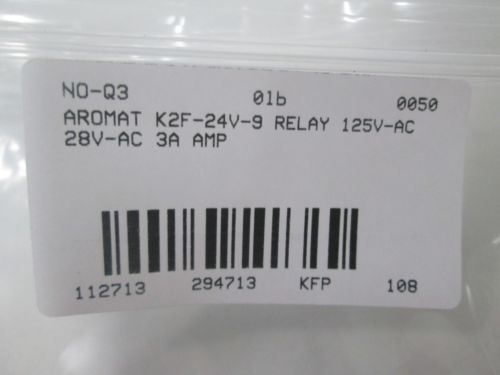 NO-Q3 01b 0050
AROMAT K2F-24V-9 RELAY 125V-AC
28V-AC 3A AMP
112713 294713 KFP 108